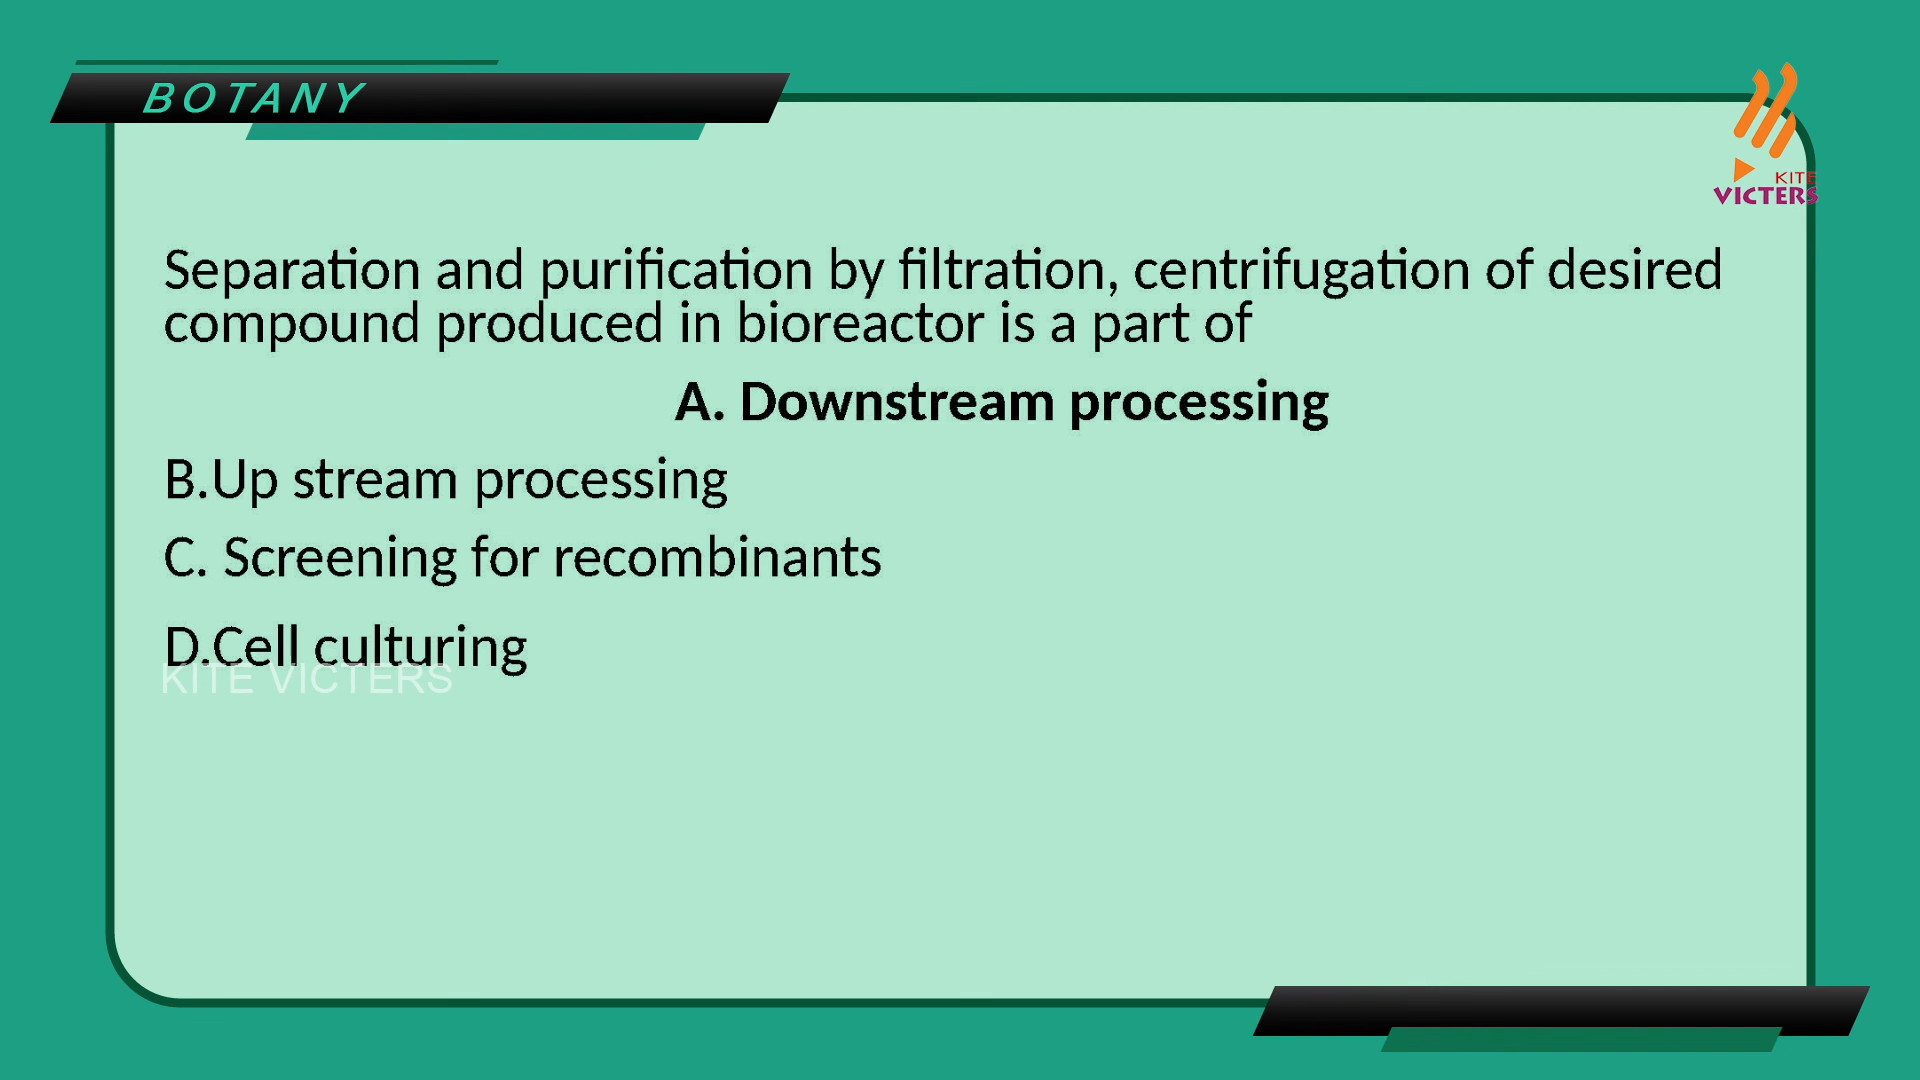 BOTANY
KITE
VICTERS
Separation and purification by filtration, centrifugation of desired
compound produced in bioreactor is a part of
A. Downstream processing
B.Up stream processing
C. Screening for recombinants
D.Cell culturing
KITE VICTERS